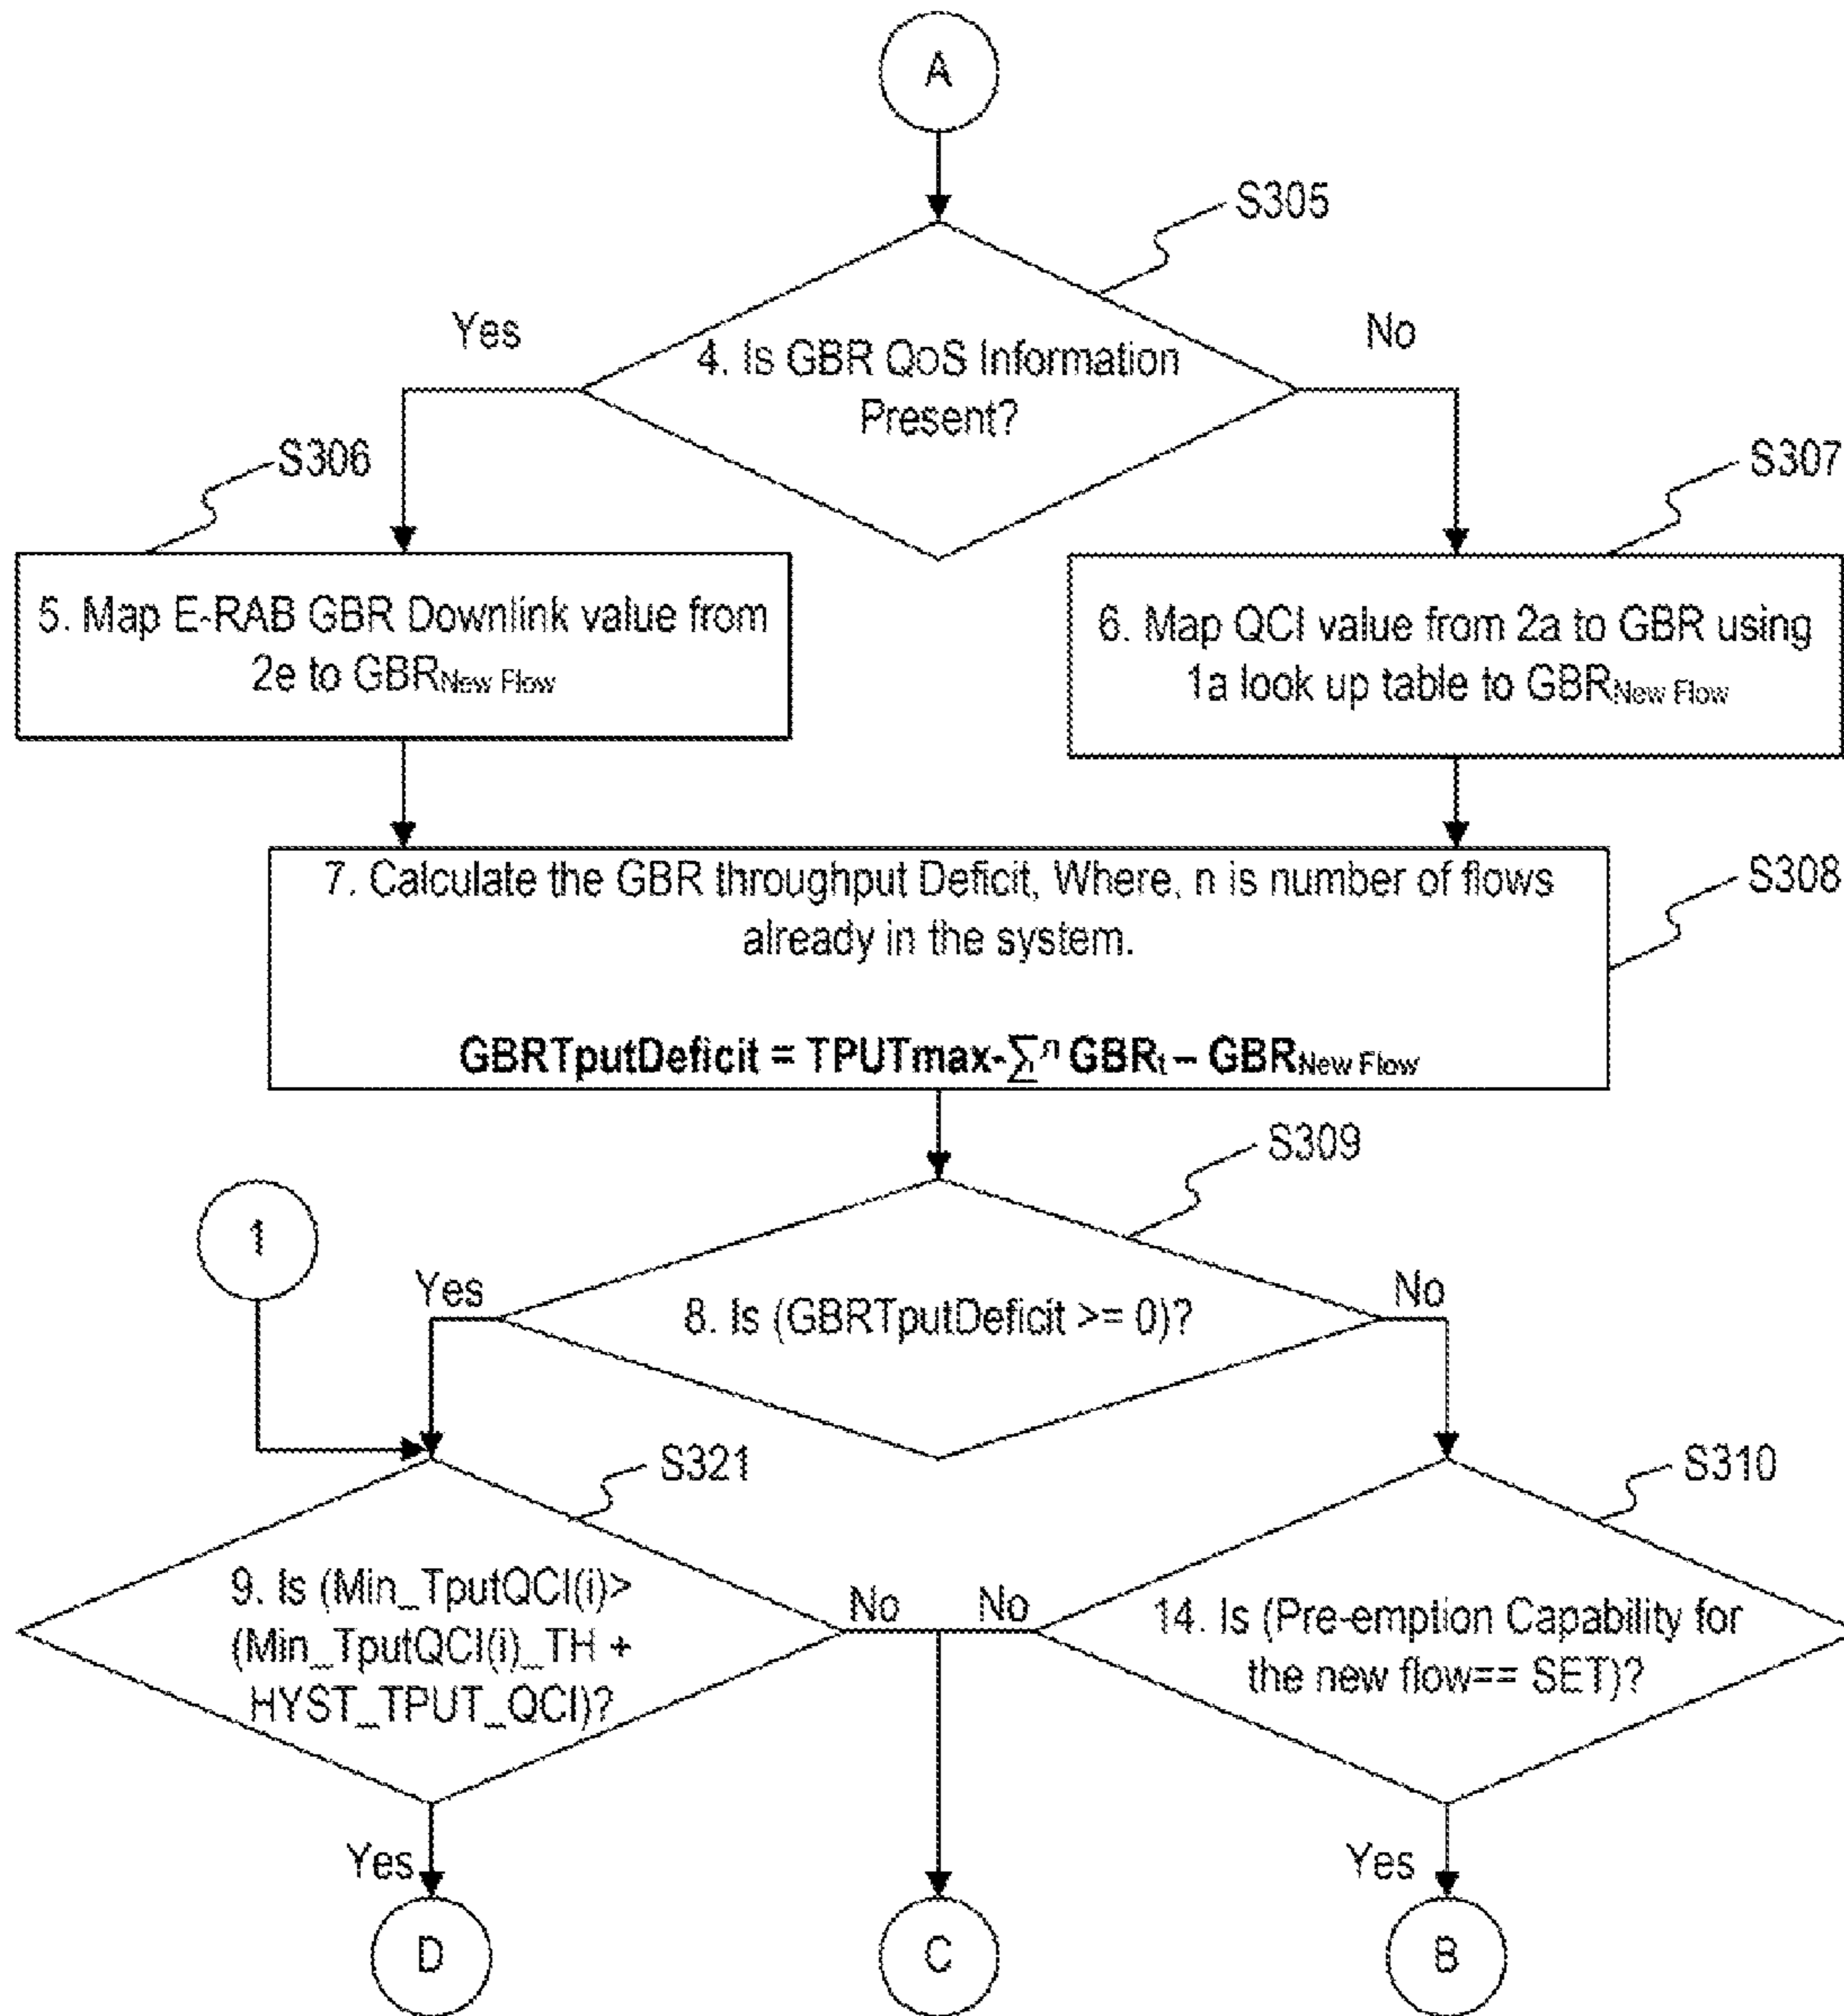 A
S305
Yes
No
4. Is GBR QoS Information
Present?
S306
S307
5. Map E-RAB GBR Downlink value from
2e to GBRNew Flow
6. Map QCI value from 2a to GBR using
1a look up table to GBRNew Flow
7. Calculate the GBR throughput Deficit, Where, n is number of flows
already in the system.
S308
GBRTputDeficit = TPUTmax-∑ⁿ GBRt – GBRNew Flow
S309
1
Yes
No
8. Is (GBRTputDeficit >= 0)?
S321
S310
9. Is (Min_TputQCI(i)>
(Min_TputQCI(i)_TH +
HYST_TPUT_QCI)?
No
No
14. Is (Pre-emption Capability for
the new flow== SET)?
Yes
Yes
D
C
B